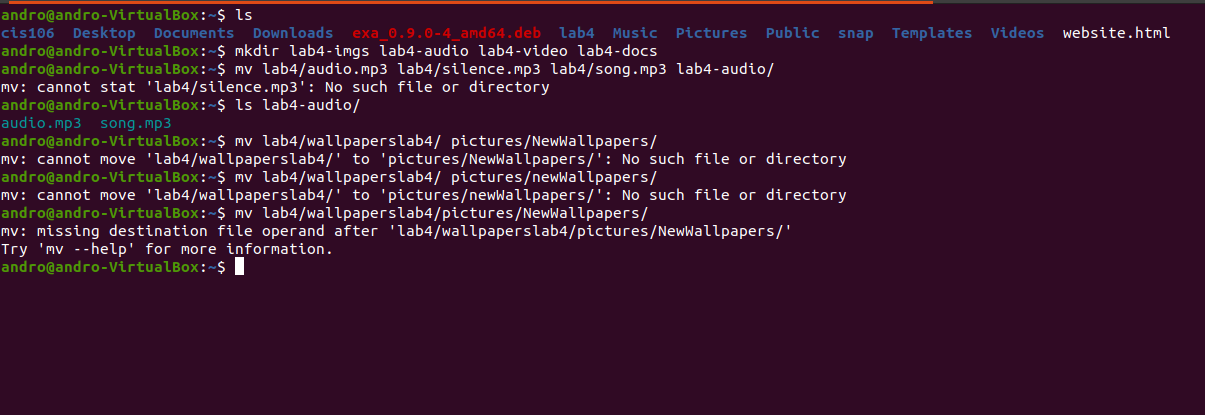 andro@andro-VirtualBox:~$ ls
cis106  Desktop  Documents  Downloads  exa_0.9.0-4_amd64.deb  lab4  Music  Pictures  Public  snap  Templates  Videos  website.html
andro@andro-VirtualBox:~$ mkdir lab4-imgs lab4-audio lab4-video lab4-docs
andro@andro-VirtualBox:~$ mv lab4/audio.mp3 lab4/silence.mp3 lab4/song.mp3 lab4-audio/
mv: cannot stat 'lab4/silence.mp3': No such file or directory
andro@andro-VirtualBox:~$ ls lab4-audio/
audio.mp3  song.mp3
andro@andro-VirtualBox:~$ mv lab4/wallpaperslab4/ pictures/NewWallpapers/
mv: cannot move 'lab4/wallpaperslab4/' to 'pictures/NewWallpapers/': No such file or directory
andro@andro-VirtualBox:~$ mv lab4/wallpaperslab4/ pictures/newWallpapers/
mv: cannot move 'lab4/wallpaperslab4/' to 'pictures/newWallpapers/': No such file or directory
andro@andro-VirtualBox:~$ mv lab4/wallpaperslab4/pictures/NewWallpapers/
mv: missing destination file operand after 'lab4/wallpaperslab4/pictures/NewWallpapers/'
Try 'mv --help' for more information.
andro@andro-VirtualBox:~$